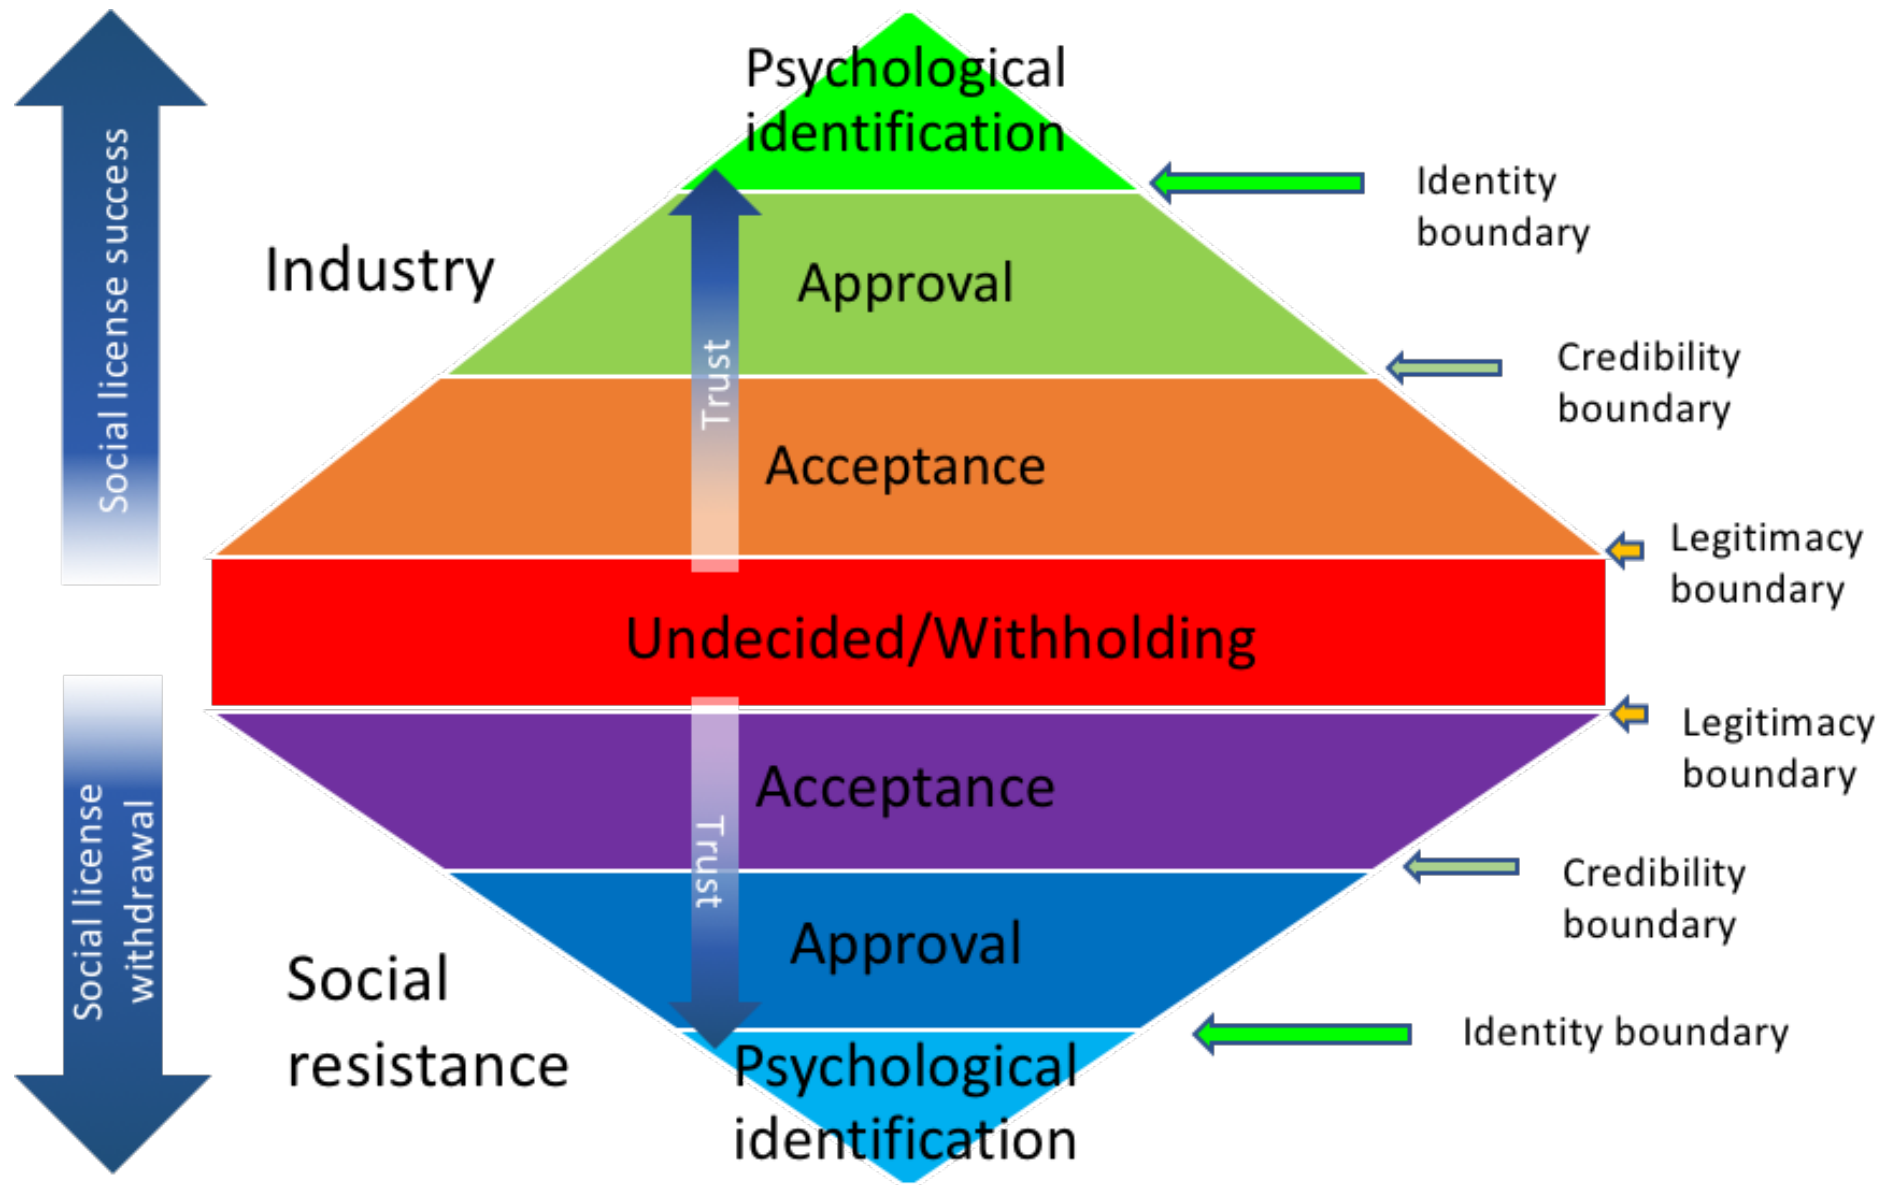 Psychological
identification
Identity
boundary
Social license success
Industry
Approval
Trust
Credibility
boundary
Acceptance
Legitimacy
boundary
Undecided/Withholding
Legitimacy
boundary
Acceptance
Social license
withdrawal
Trust
Credibility
boundary
Approval
Social
resistance
Identity boundary
Psychological
identification